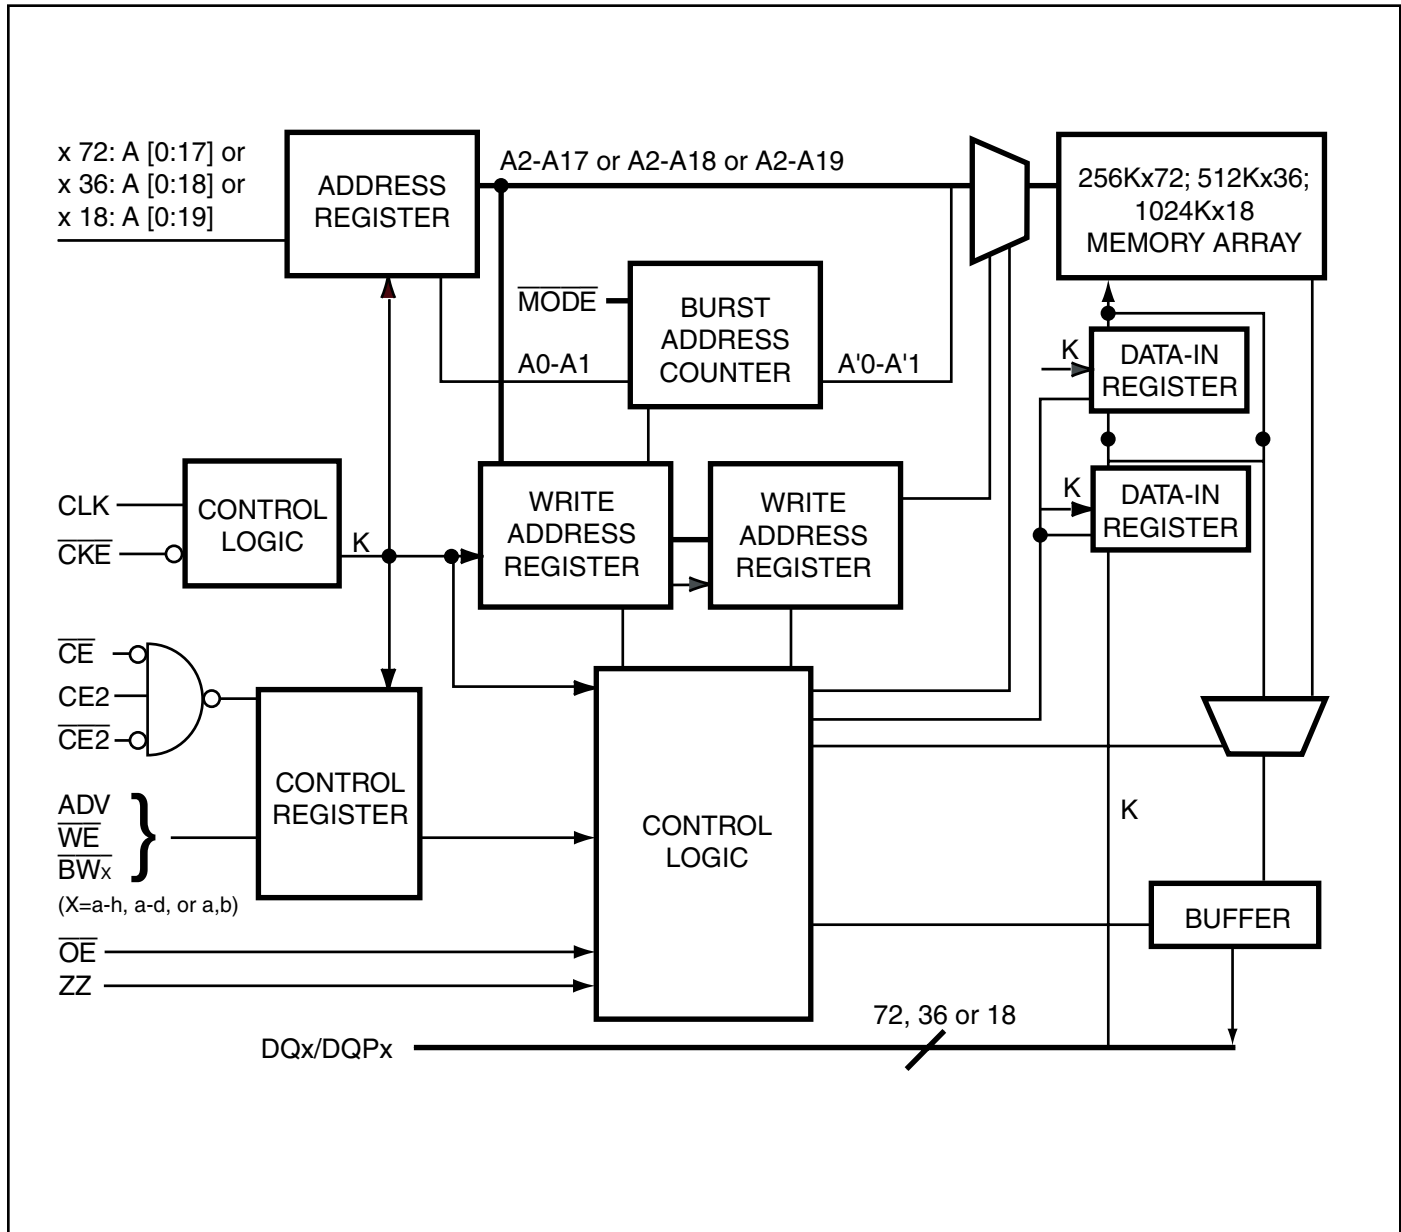 x 72: A [0:17] or
x 36: A [0:18] or
x 18: A [0:19]
ADDRESS
REGISTER
A2-A17 or A2-A18 or A2-A19
256Kx72; 512Kx36;
1024Kx18
MEMORY ARRAY
MODE
BURST
ADDRESS
COUNTER
A0-A1
A'0-A'1
K
DATA-IN
REGISTER
K
DATA-IN
REGISTER
CLK
CKE
CONTROL
LOGIC
K
WRITE
ADDRESS
REGISTER
WRITE
ADDRESS
REGISTER
CE
CE2
CE2
CONTROL
REGISTER
ADV
WE
BWx
}
(X=a-h, a-d, or a,b)
CONTROL
LOGIC
K
BUFFER
OE
ZZ
72, 36 or 18
DQx/DQPx